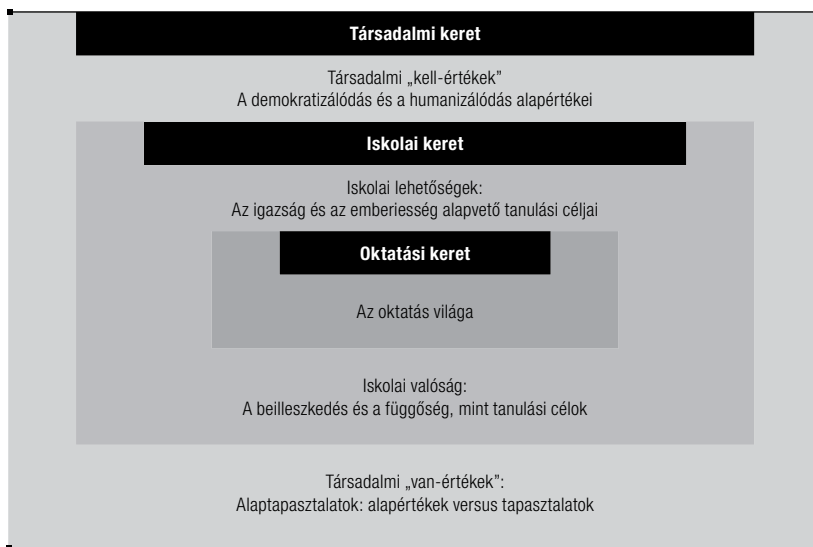 Társadalmi keret
Társadalmi „kell-értékek”
A demokratizálódás és a humanizálódás alapértékei
Iskolai keret
Iskolai lehetőségek:
Az igazság és az emberiesség alapvető tanulási céljai
Oktatási keret
Az oktatás világa
Iskolai valóság:
A beilleszkedés és a függőség, mint tanulási célok
Társadalmi „van-értékek”:
Alaptapasztalatok: alapértékek versus tapasztalatok